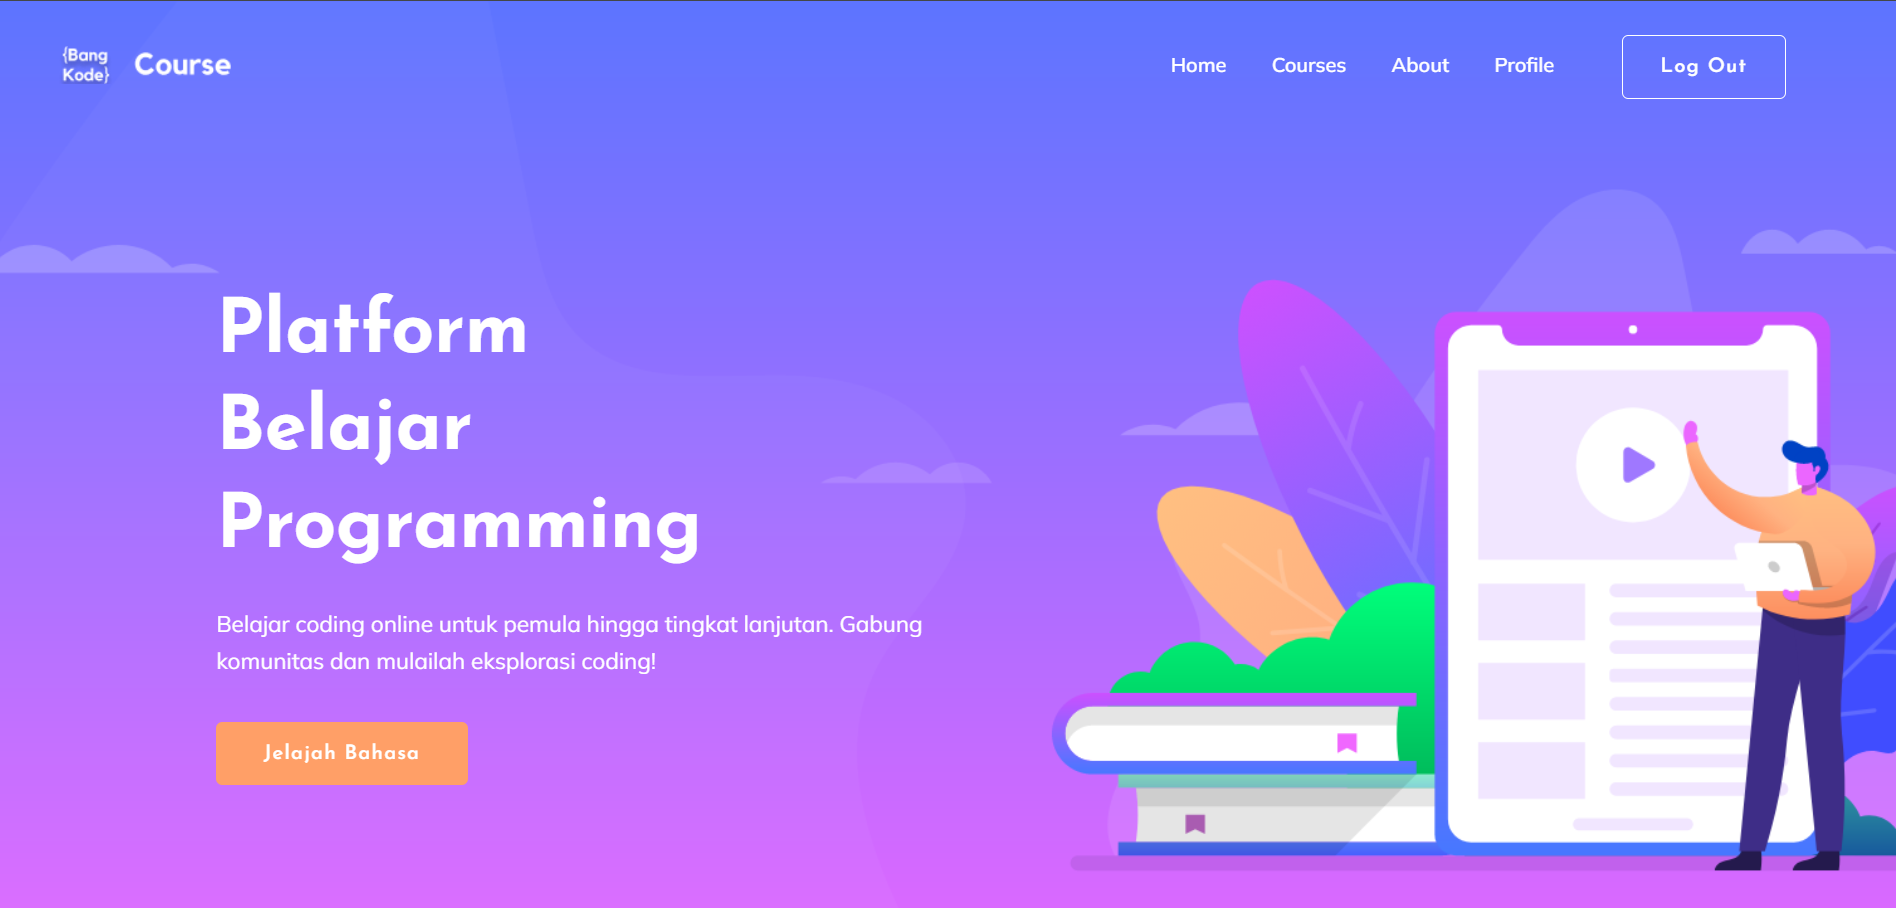 {Bang
Kode}
Course
Home
Courses
About
Profile
Log Out
Platform
Belajar
Programming
Belajar coding online untuk pemula hingga tingkat lanjutan. Gabung
komunitas dan mulailah eksplorasi coding!
Jelajah Bahasa